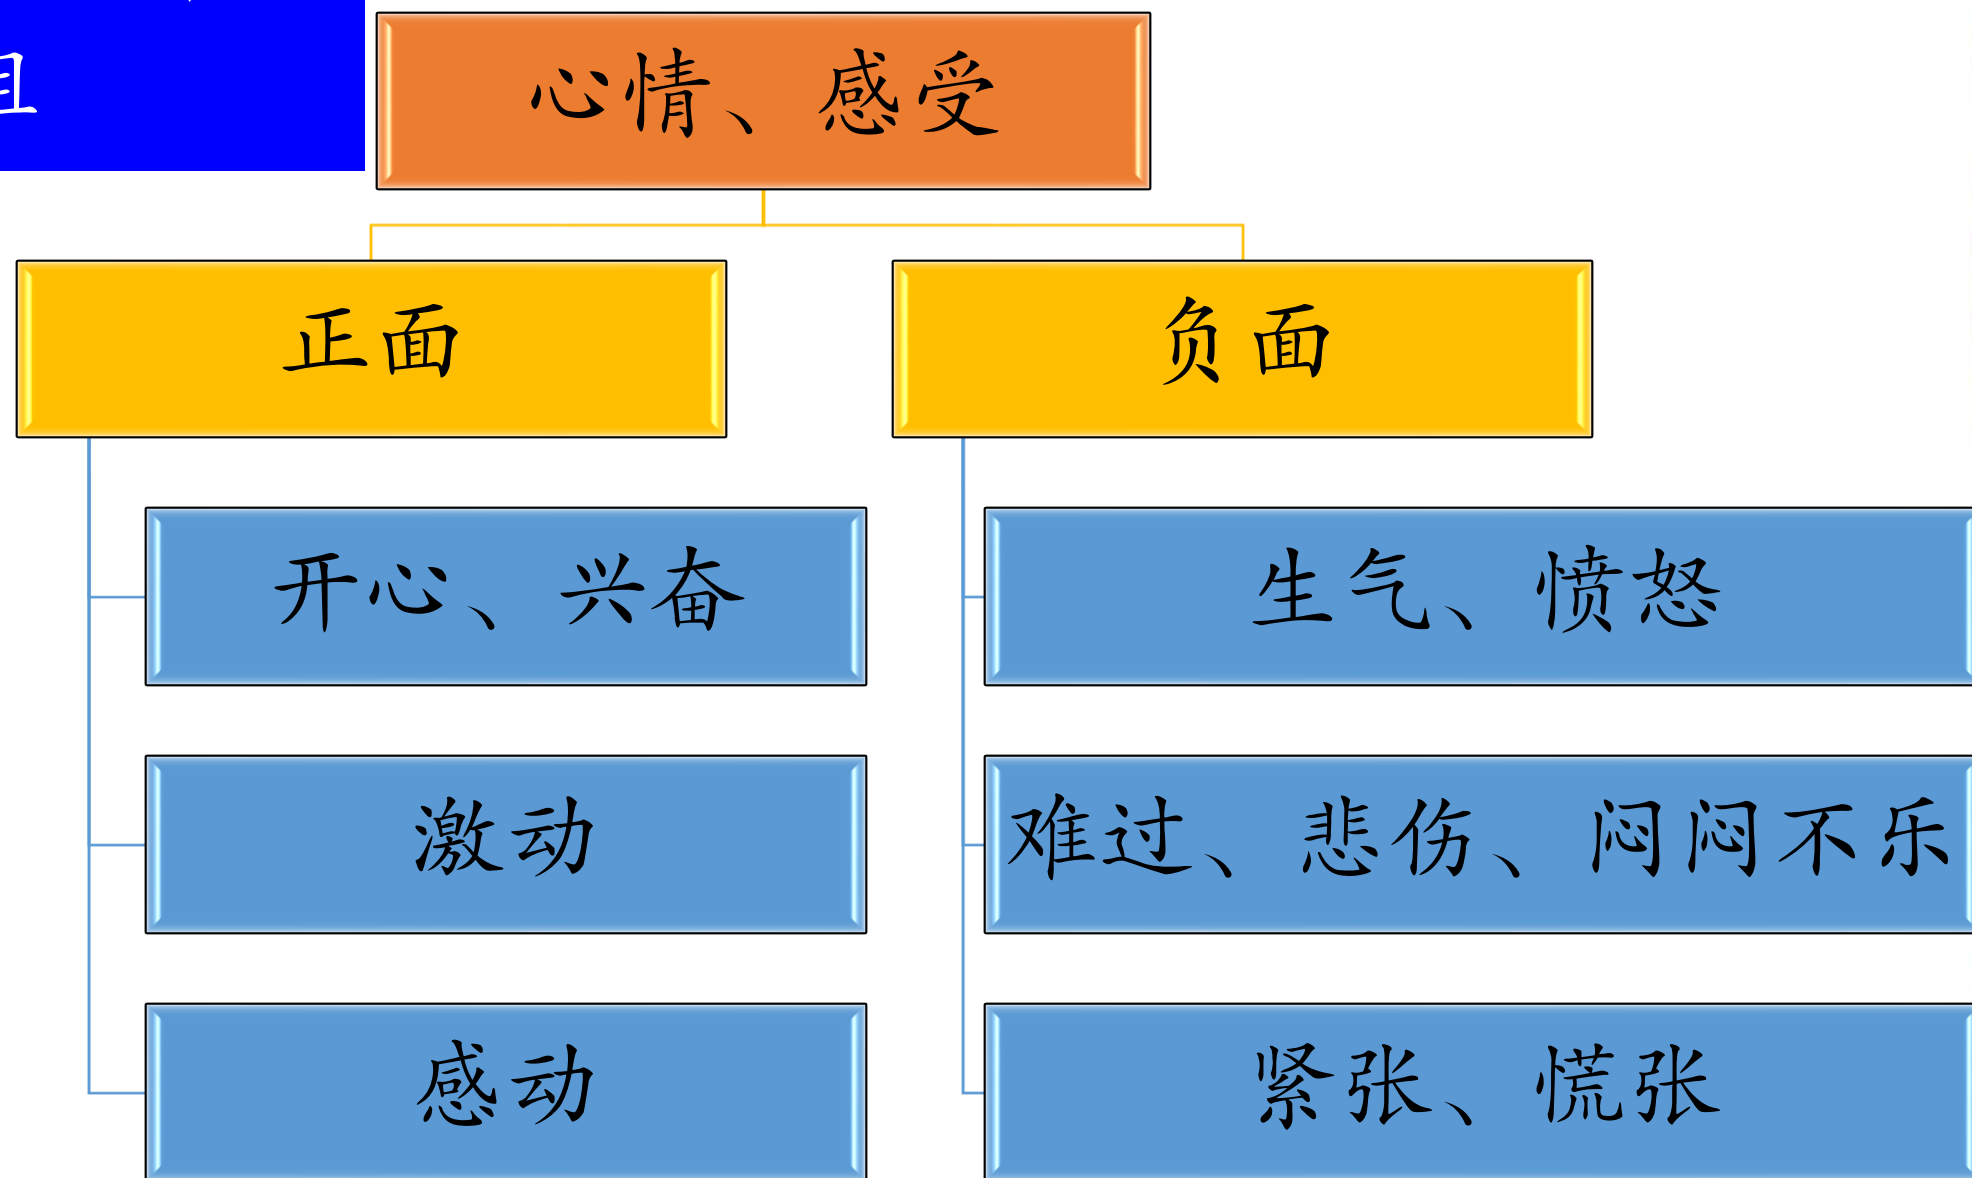 心情、感受
正面
负面
开心、兴奋
生气、愤怒
激动
难过、悲伤、闷闷不乐
感动
紧张、慌张